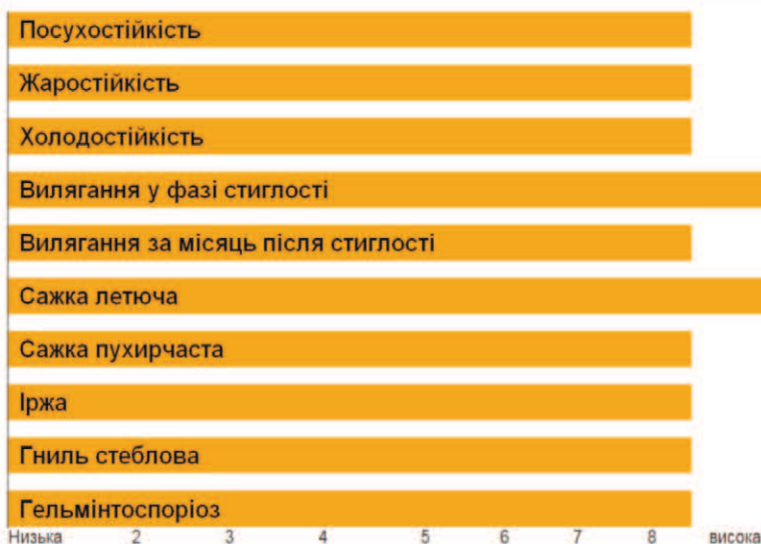 Посухостійкість
Жаростійкість
Холодостійкість
Вилягання у фазі стиглості
Вилягання за місяць після стиглості
Сажка летюча
Сажка пухирчаста
Іржа
Гниль стеблова
Гельмінтоспоріоз
Низька 2 3 4 5 6 7 8 висока